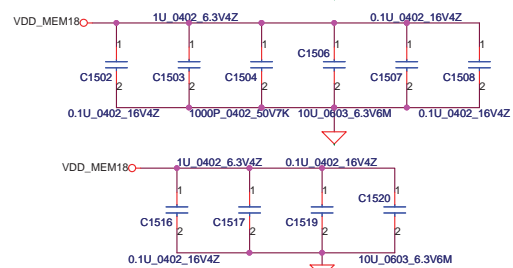 VDD_MEM18 1U_0402_6.3V4Z 0.1U_0402_16V4Z
1 1 1 1 1 1
C1502 C1503 C1504 C1506 C1507 C1508
2 2 2 2 2 2
0.1U_0402_16V4Z 1000P_0402_50V7K 10U_0603_6.3V6M 0.1U_0402_16V4Z
VDD_MEM18 1U_0402_6.3V4Z 0.1U_0402_16V4Z
1 1 1 1
C1516 C1517 C1519 C1520
2 2 2 2
0.1U_0402_16V4Z 10U_0603_6.3V6M